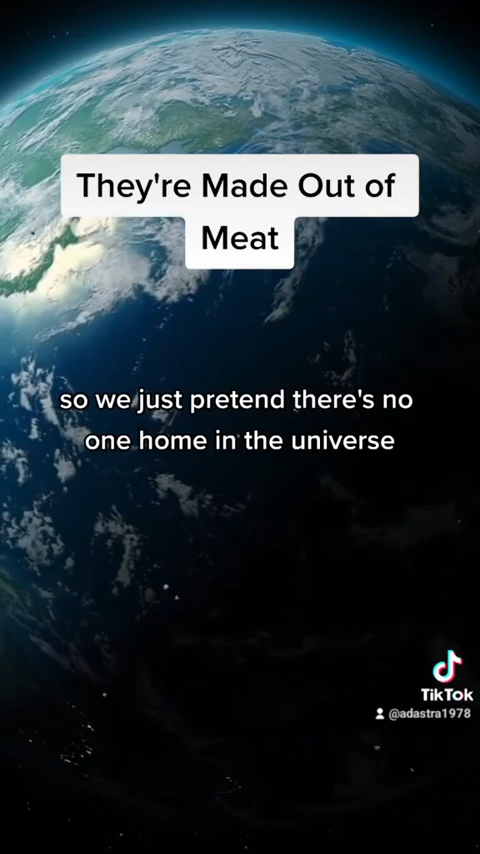 They're Made Out of
Meat
so we just pretend there's no
one home in the universe
TikTok
@adastra1978